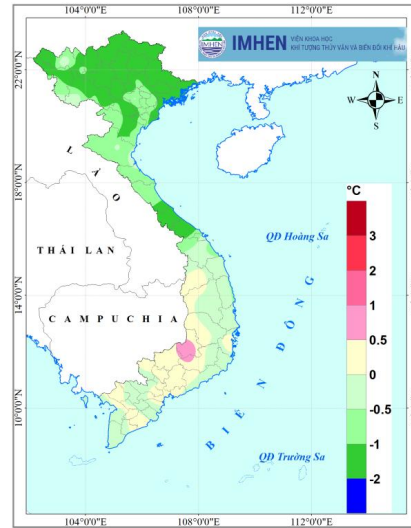 104°0'0"E 108°0'0"E 112°0'0"E
IMHEN
IMHEN
VIỆN KHOA HỌC
KHÍ TƯỢNG THỦY VĂN VÀ BIẾN ĐỔI KHÍ HẬU
22°0'0"N
N
W E
S
LÀO
18°0'0"N
°C
3
2
1
0.5
0
-0.5
-1
-2
QĐ Hoàng Sa
THÁI LAN
14°0'0"N
CAMPUCHIA
BIỂN ĐÔNG
10°0'0"N
QĐ Trường Sa
104°0'0"E 108°0'0"E 112°0'0"E